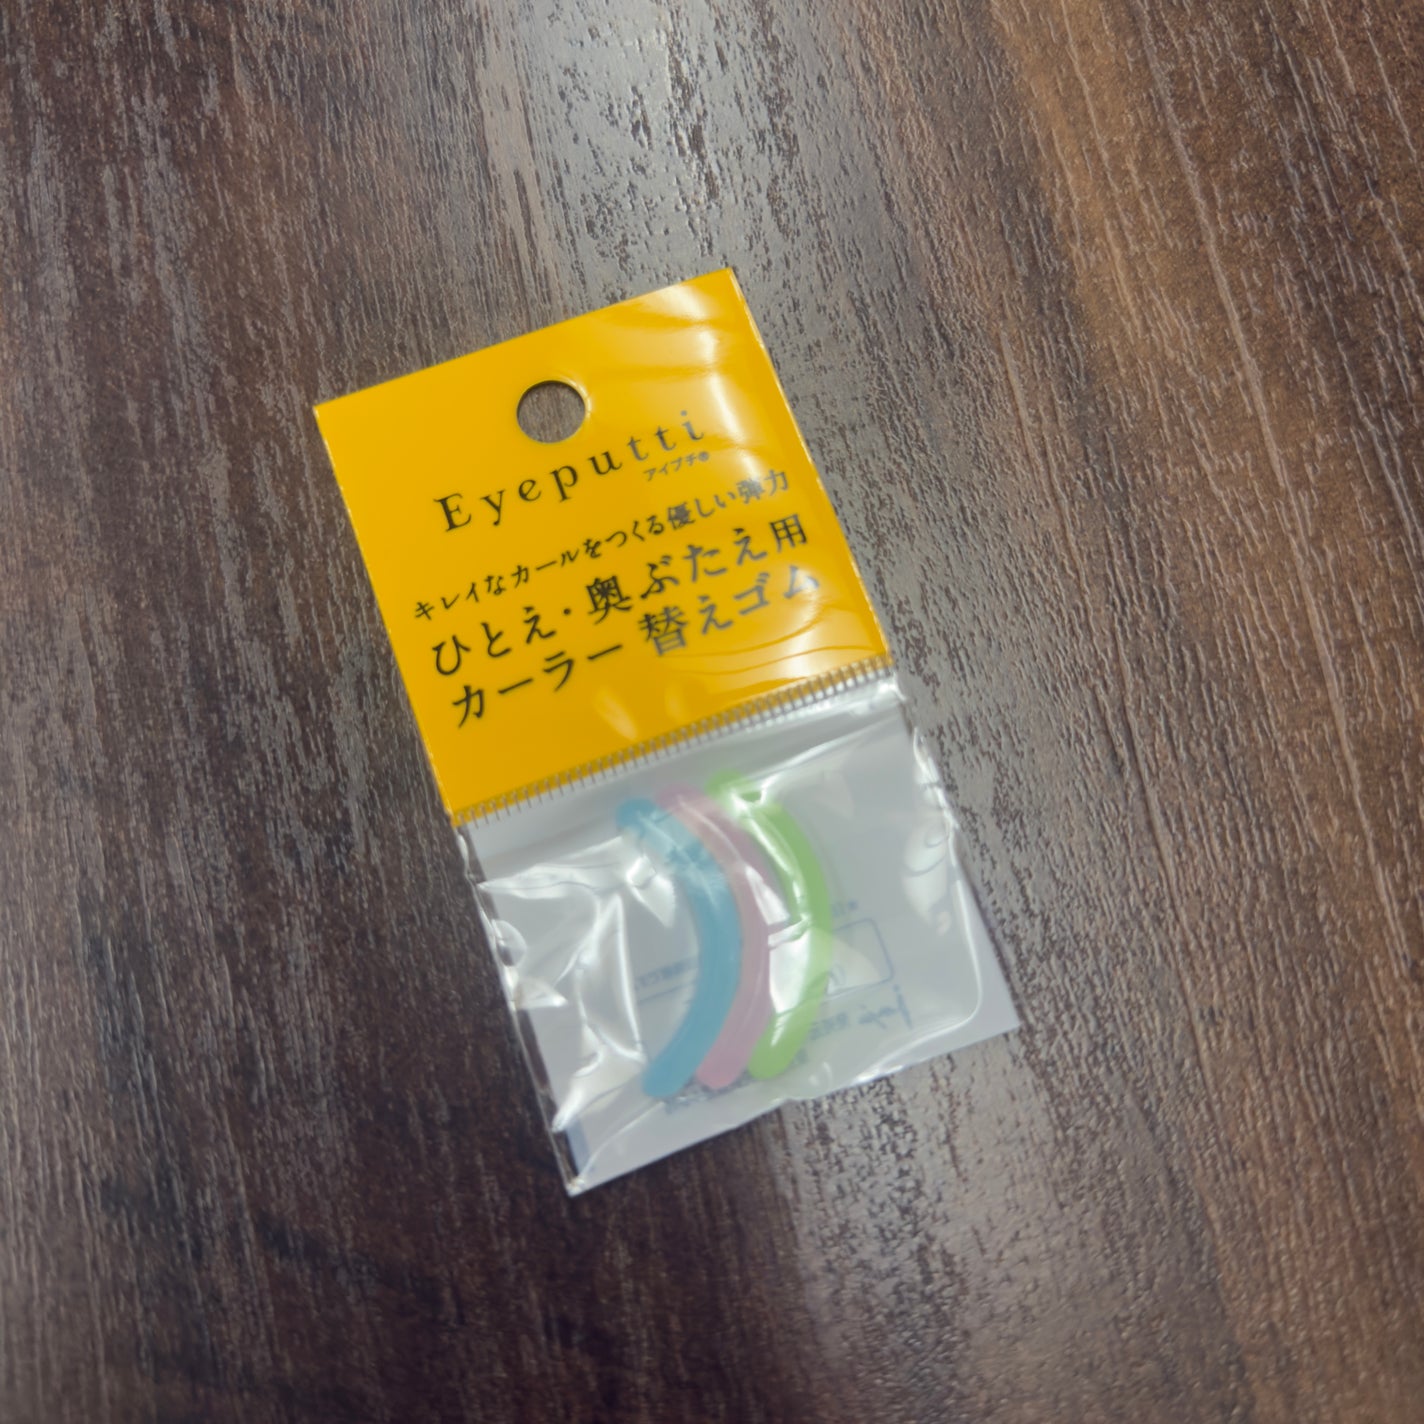 Eyeputti
アイプチ®
キレイなカールをつくる優しい弾力
ひとえ・奥ぶたえ用
カーラー 替えゴム